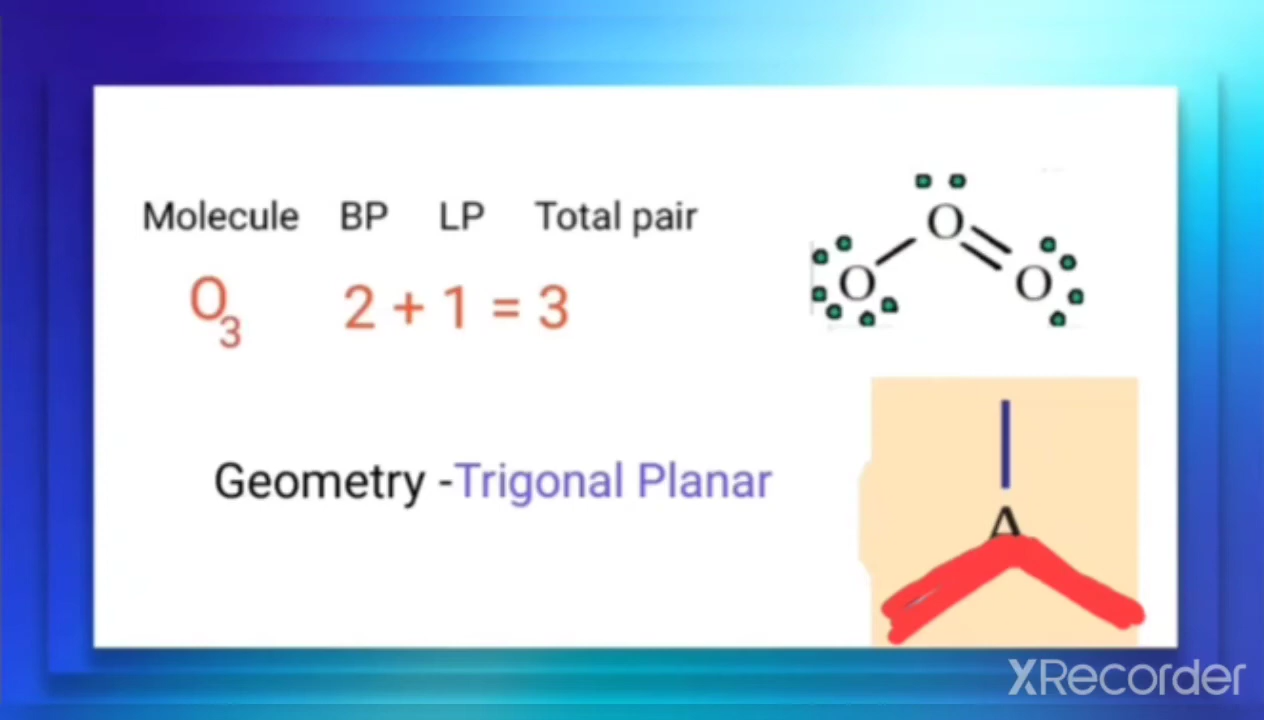 Molecule BP LP Total pair
O3 2 + 1 = 3
O
O O
Geometry -Trigonal Planar
A
XRecorder